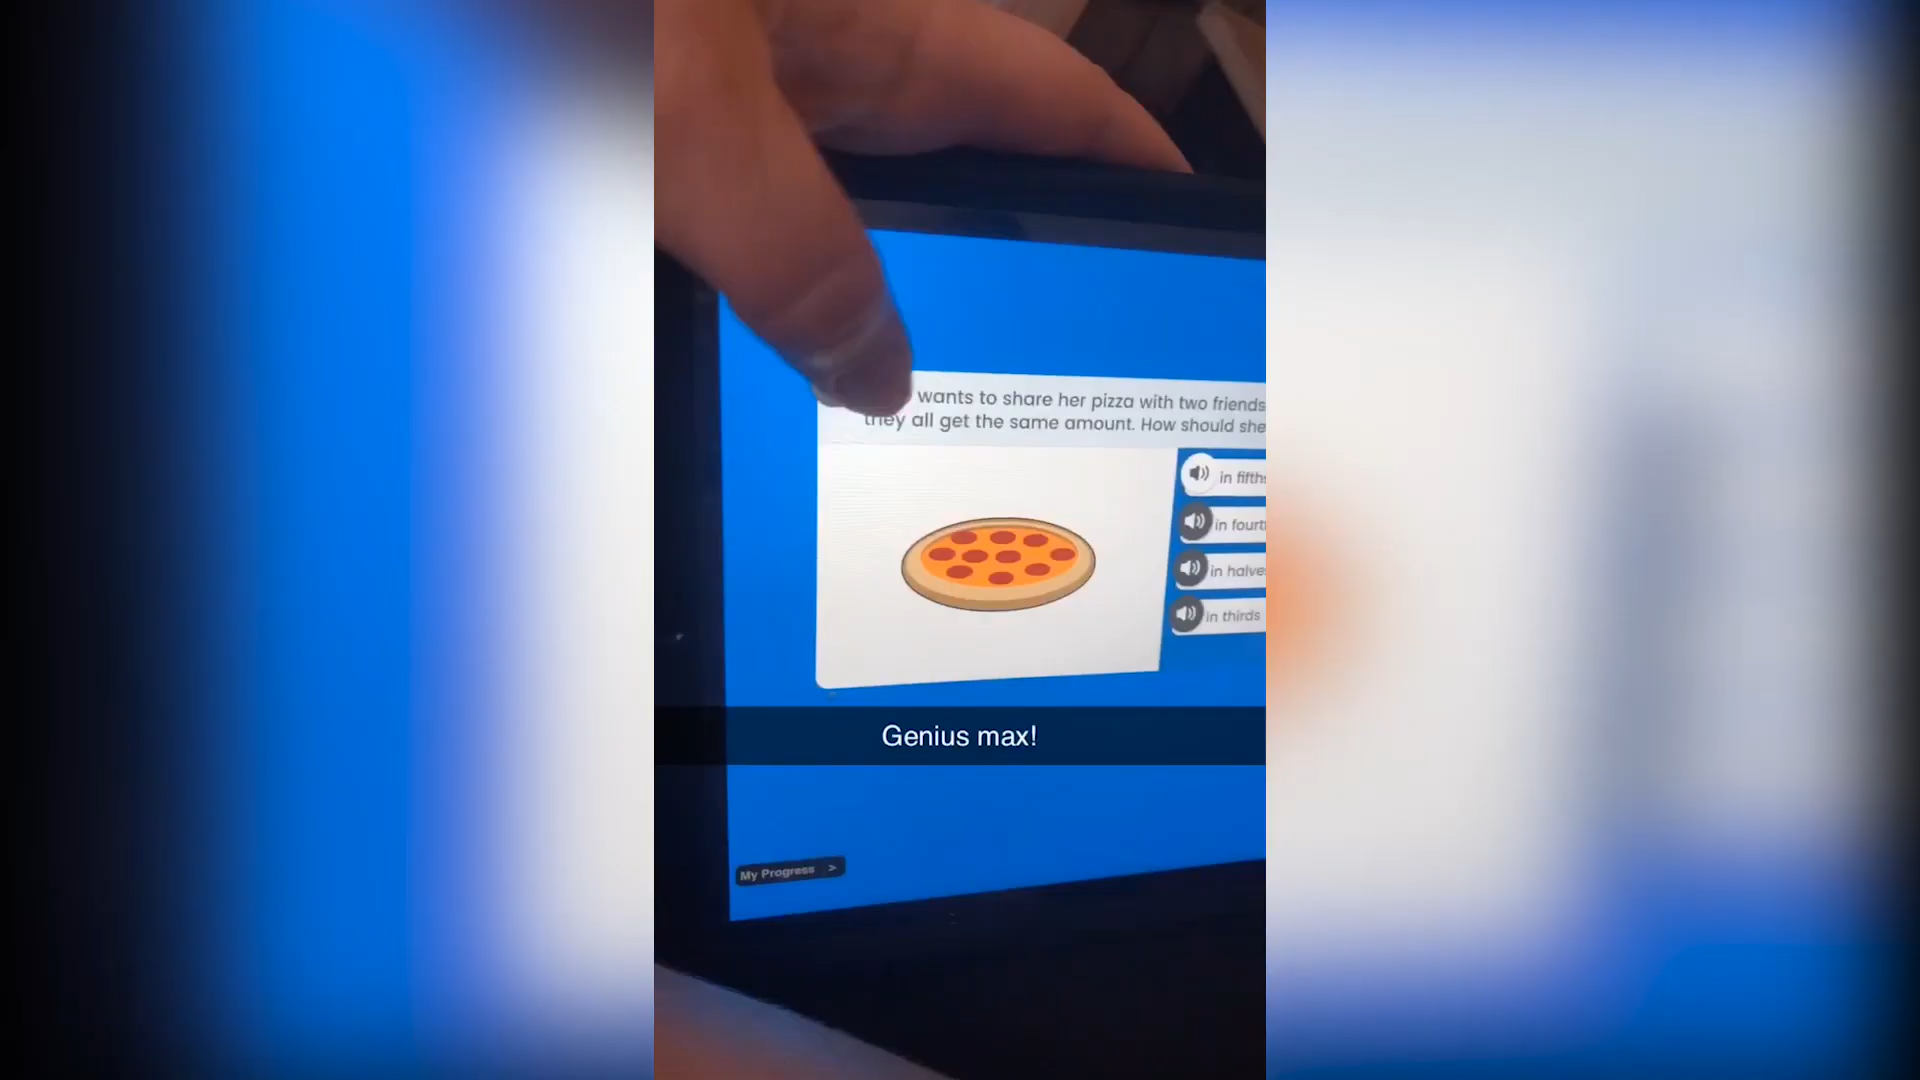 wants to share her pizza with two friends
they all get the same amount. How should she
in fifths
in fourt
in halve
in thirds
Genius max!
My Progress >